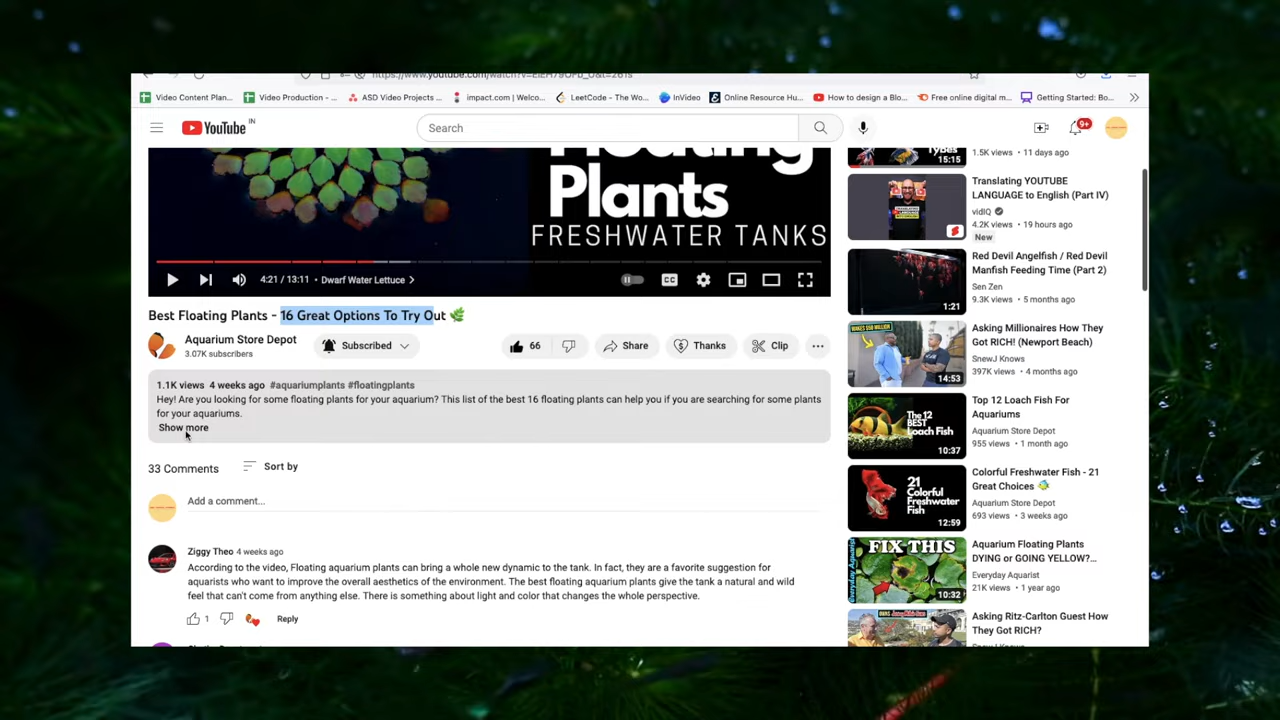 Video Content Plan...
Video Production - ...
ASD Video Projects ...
impact.com | Welco...
LeetCode - The Wo...
InVideo
Online Resource Hu...
How to design a Blo...
Free online digital m...
Getting Started: Bo...
YouTube IN
Search
9+
Plants
FRESHWATER TANKS
4:21 / 13:11 • Dwarf Water Lettuce
CC
Best Floating Plants - 16 Great Options To Try Out
Aquarium Store Depot
3.07K subscribers
Subscribed
66
Share
Thanks
Clip
1.1K views 4 weeks ago #aquariumplants #floatingplants
Hey! Are you looking for some floating plants for your aquarium? This list of the best 16 floating plants can help you if you are searching for some plants
for your aquariums.
Show more
33 Comments
Sort by
Add a comment...
Ziggy Theo 4 weeks ago
According to the video, Floating aquarium plants can bring a whole new dynamic to the tank. In fact, they are a favorite suggestion for
aquarists who want to improve the overall aesthetics of the environment. The best floating aquarium plants give the tank a natural and wild
feel that can't come from anything else. There is something about light and color that changes the whole perspective.
1
Reply
15:15
1.5K views • 11 days ago
Translating YOUTUBE
LANGUAGE to English (Part IV)
vidIQ
4.2K views • 19 hours ago
New
1:21
Red Devil Angelfish / Red Devil
Manfish Feeding Time (Part 2)
Sen Zen
9.3K views • 5 months ago
14:53
Asking Millionaires How They
Got RICH! (Newport Beach)
SnewJ Knows
397K views • 4 months ago
The 12
BEST
Loach Fish
10:37
Top 12 Loach Fish For
Aquariums
Aquarium Store Depot
955 views • 1 month ago
21
Colorful
Freshwater
Fish
12:59
Colorful Freshwater Fish - 21
Great Choices
Aquarium Store Depot
693 views • 3 weeks ago
FIX THIS
10:32
Aquarium Floating Plants
DYING or GOING YELLOW?...
Everyday Aquarist
21K views • 1 year ago
Asking Ritz-Carlton Guest How
They Got RICH?